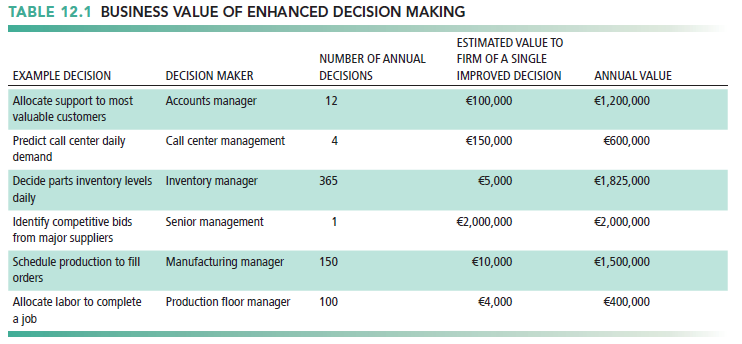 TABLE 12.1 BUSINESS VALUE OF ENHANCED DECISION MAKING
EXAMPLE DECISION DECISION MAKER NUMBER OF ANNUAL DECISIONS ESTIMATED VALUE TO FIRM OF A SINGLE IMPROVED DECISION ANNUAL VALUE
Allocate support to most Accounts manager 12 €100,000 €1,200,000
valuable customers
Predict call center daily Call center management 4 €150,000 €600,000
demand
Decide parts inventory levels Inventory manager 365 €5,000 €1,825,000
daily
Identify competitive bids Senior management 1 €2,000,000 €2,000,000
from major suppliers
Schedule production to fill Manufacturing manager 150 €10,000 €1,500,000
orders
Allocate labor to complete Production floor manager 100 €4,000 €400,000
a job